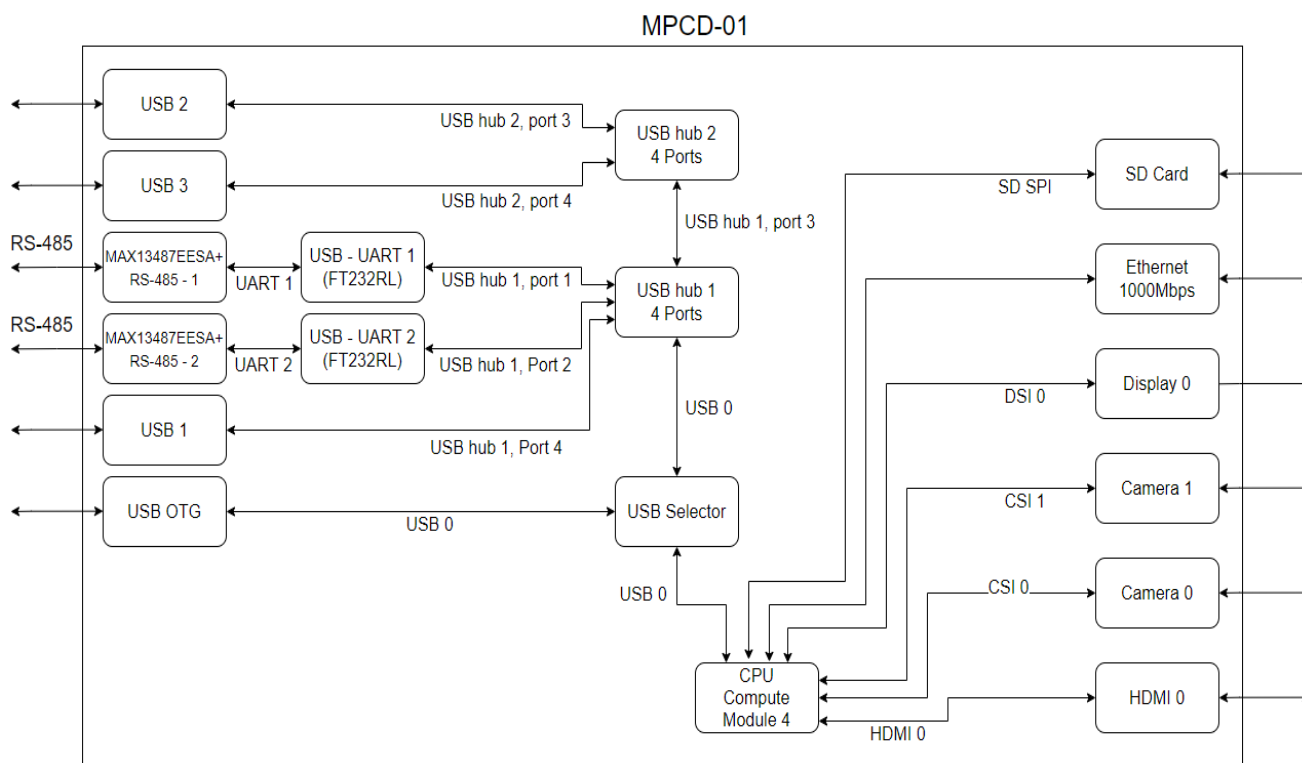 MPCD-01
USB 2
USB hub 2, port 3
USB hub 2
4 Ports
USB 3
USB hub 2, port 4
SD SPI
SD Card
USB hub 1, port 3
RS-485
MAX13487EESA+
RS-485 - 1
UART 1
USB - UART 1
(FT232RL)
USB hub 1, port 1
USB hub 1
4 Ports
Ethernet
1000Mbps
RS-485
MAX13487EESA+
RS-485 - 2
UART 2
USB - UART 2
(FT232RL)
USB hub 1, Port 2
DSI 0
Display 0
USB 0
USB 1
USB hub 1, Port 4
CSI 1
Camera 1
USB OTG
USB 0
USB Selector
USB 0
CSI 0
Camera 0
CPU
Compute
Module 4
HDMI 0
HDMI 0